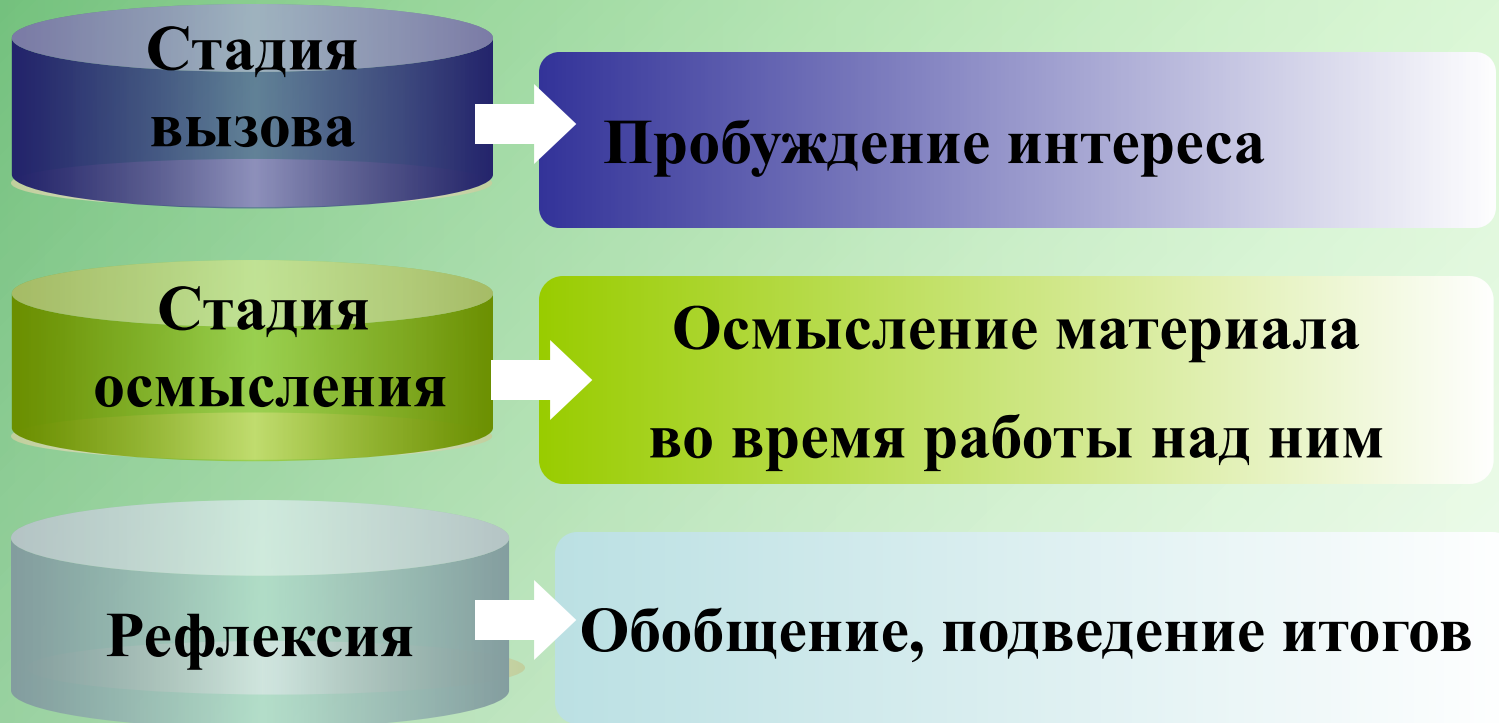 Стадия
вызова
Пробуждение интереса
Стадия
осмысления
Осмысление материала
во время работы над ним
Рефлексия
Обобщение, подведение итогов